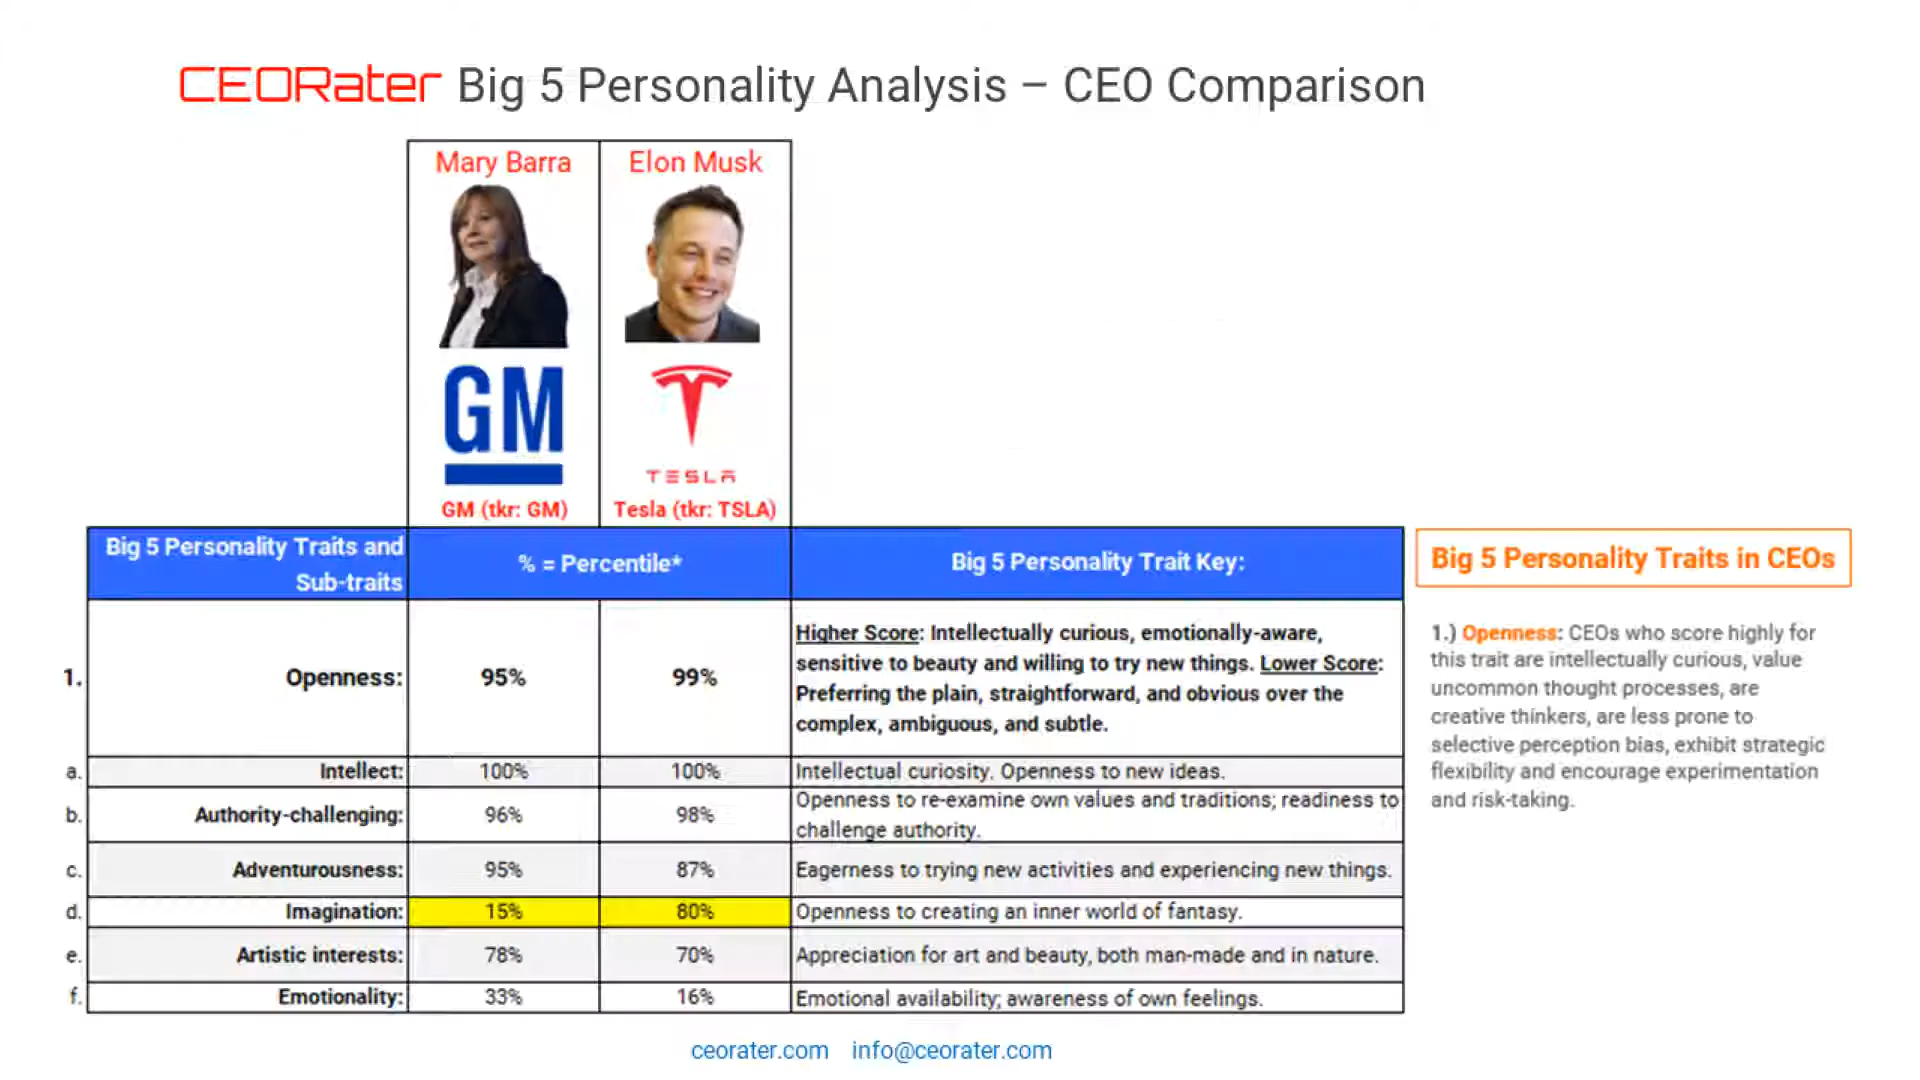 CEORater Big 5 Personality Analysis – CEO Comparison
Mary Barra
Elon Musk
GM
TESLA
GM (tkr: GM)
Tesla (tkr: TSLA)
Big 5 Personality Traits and
Sub-traits
% = Percentile*
Big 5 Personality Trait Key:
1.
Openness:
95%
99%
Higher Score: Intellectually curious, emotionally-aware,
sensitive to beauty and willing to try new things. Lower Score:
Preferring the plain, straightforward, and obvious over the
complex, ambiguous, and subtle.
a.
Intellect:
100%
100%
Intellectual curiosity. Openness to new ideas.
b.
Authority-challenging:
96%
98%
Openness to re-examine own values and traditions; readiness to
challenge authority.
c.
Adventurousness:
95%
87%
Eagerness to trying new activities and experiencing new things.
d.
Imagination:
15%
80%
Openness to creating an inner world of fantasy.
e.
Artistic interests:
78%
70%
Appreciation for art and beauty, both man-made and in nature.
f.
Emotionality:
33%
16%
Emotional availability; awareness of own feelings.
Big 5 Personality Traits in CEOs
1.) Openness: CEOs who score highly for
this trait are intellectually curious, value
uncommon thought processes, are
creative thinkers, are less prone to
selective perception bias, exhibit strategic
flexibility and encourage experimentation
and risk-taking.
ceorater.com info@ceorater.com